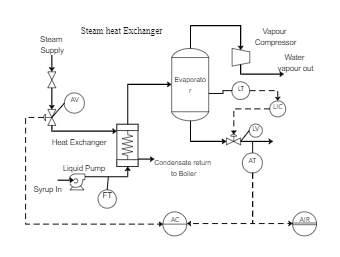 Steam heat Exchanger
Steam
Supply
Vapour
Compressor
Water
vapour out
Evaporato
r
LT
LIC
AV
LV
Heat Exchanger
AT
Liquid Pump
Condensate return
to Boiler
Syrup In
FT
AC
AIR